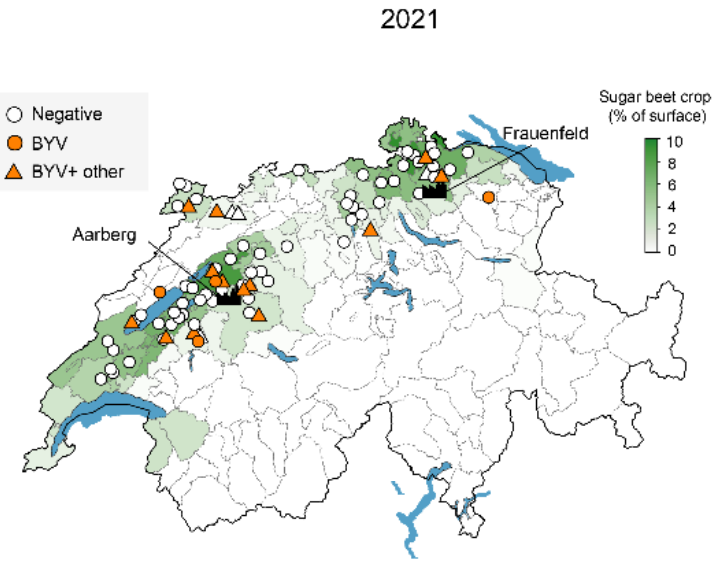 2021
Negative
BYV
BYV+ other
Sugar beet crop
(% of surface)
10
8
6
4
2
0
Frauenfeld
Aarberg